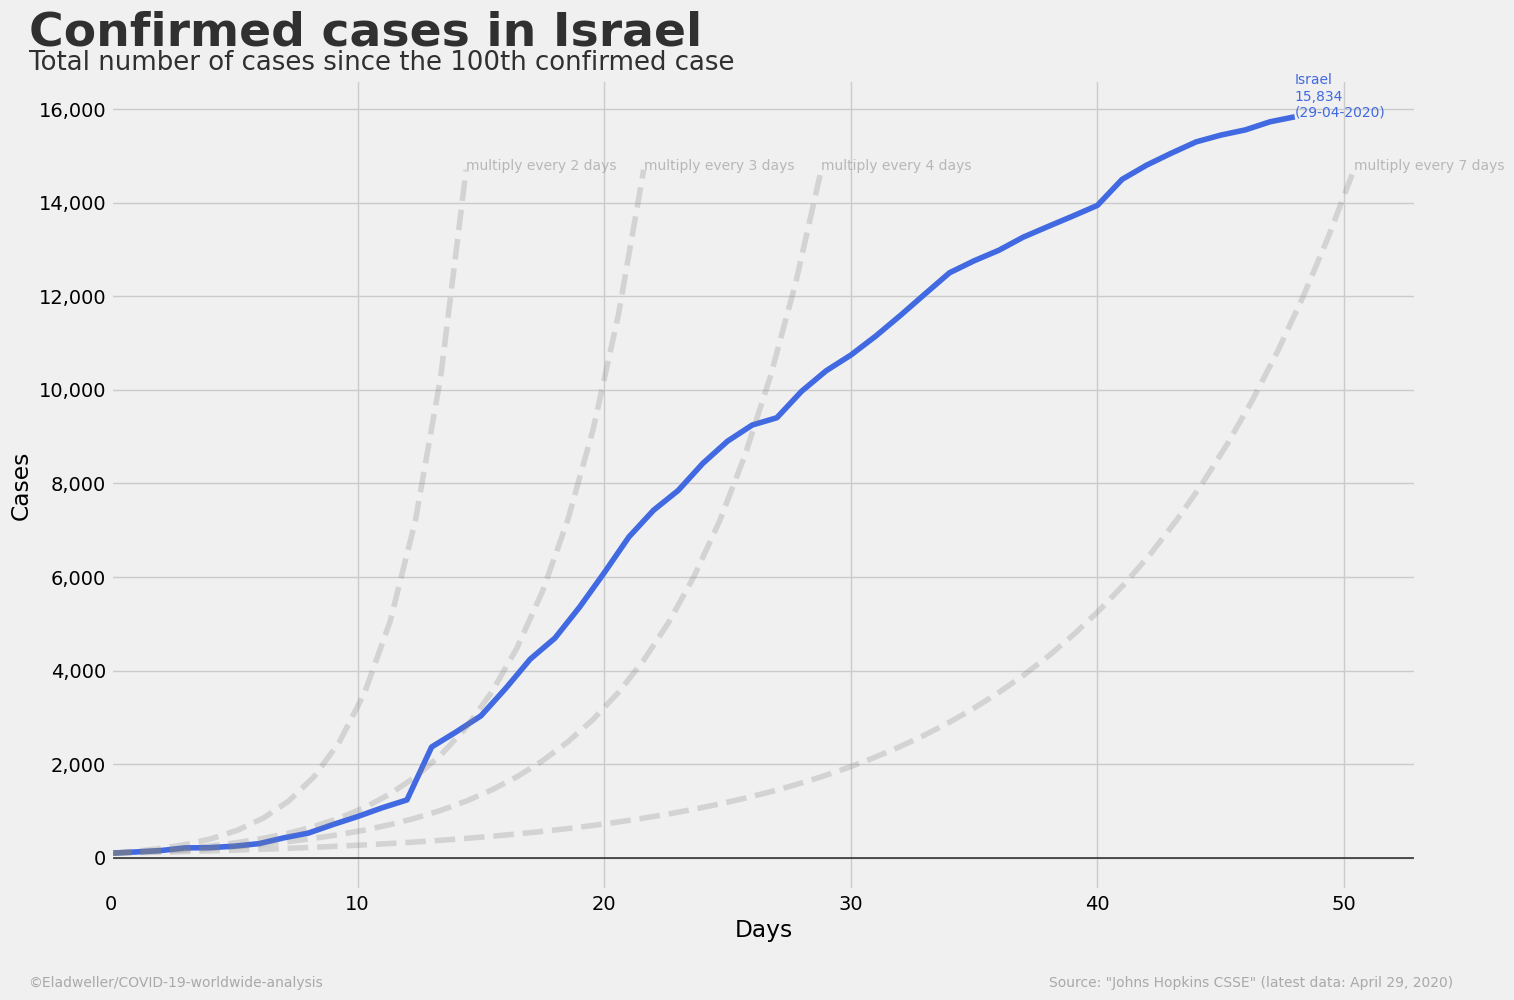 Confirmed cases in Israel
Total number of cases since the 100th confirmed case
Israel
15,834
(29-04-2020)
16,000
multiply every 2 days
multiply every 3 days
multiply every 4 days
multiply every 7 days
14,000
12,000
10,000
8,000
Cases
6,000
4,000
2,000
0
0
10
20
30
40
50
Days
©Eladweller/COVID-19-worldwide-analysis
Source: "Johns Hopkins CSSE" (latest data: April 29, 2020)